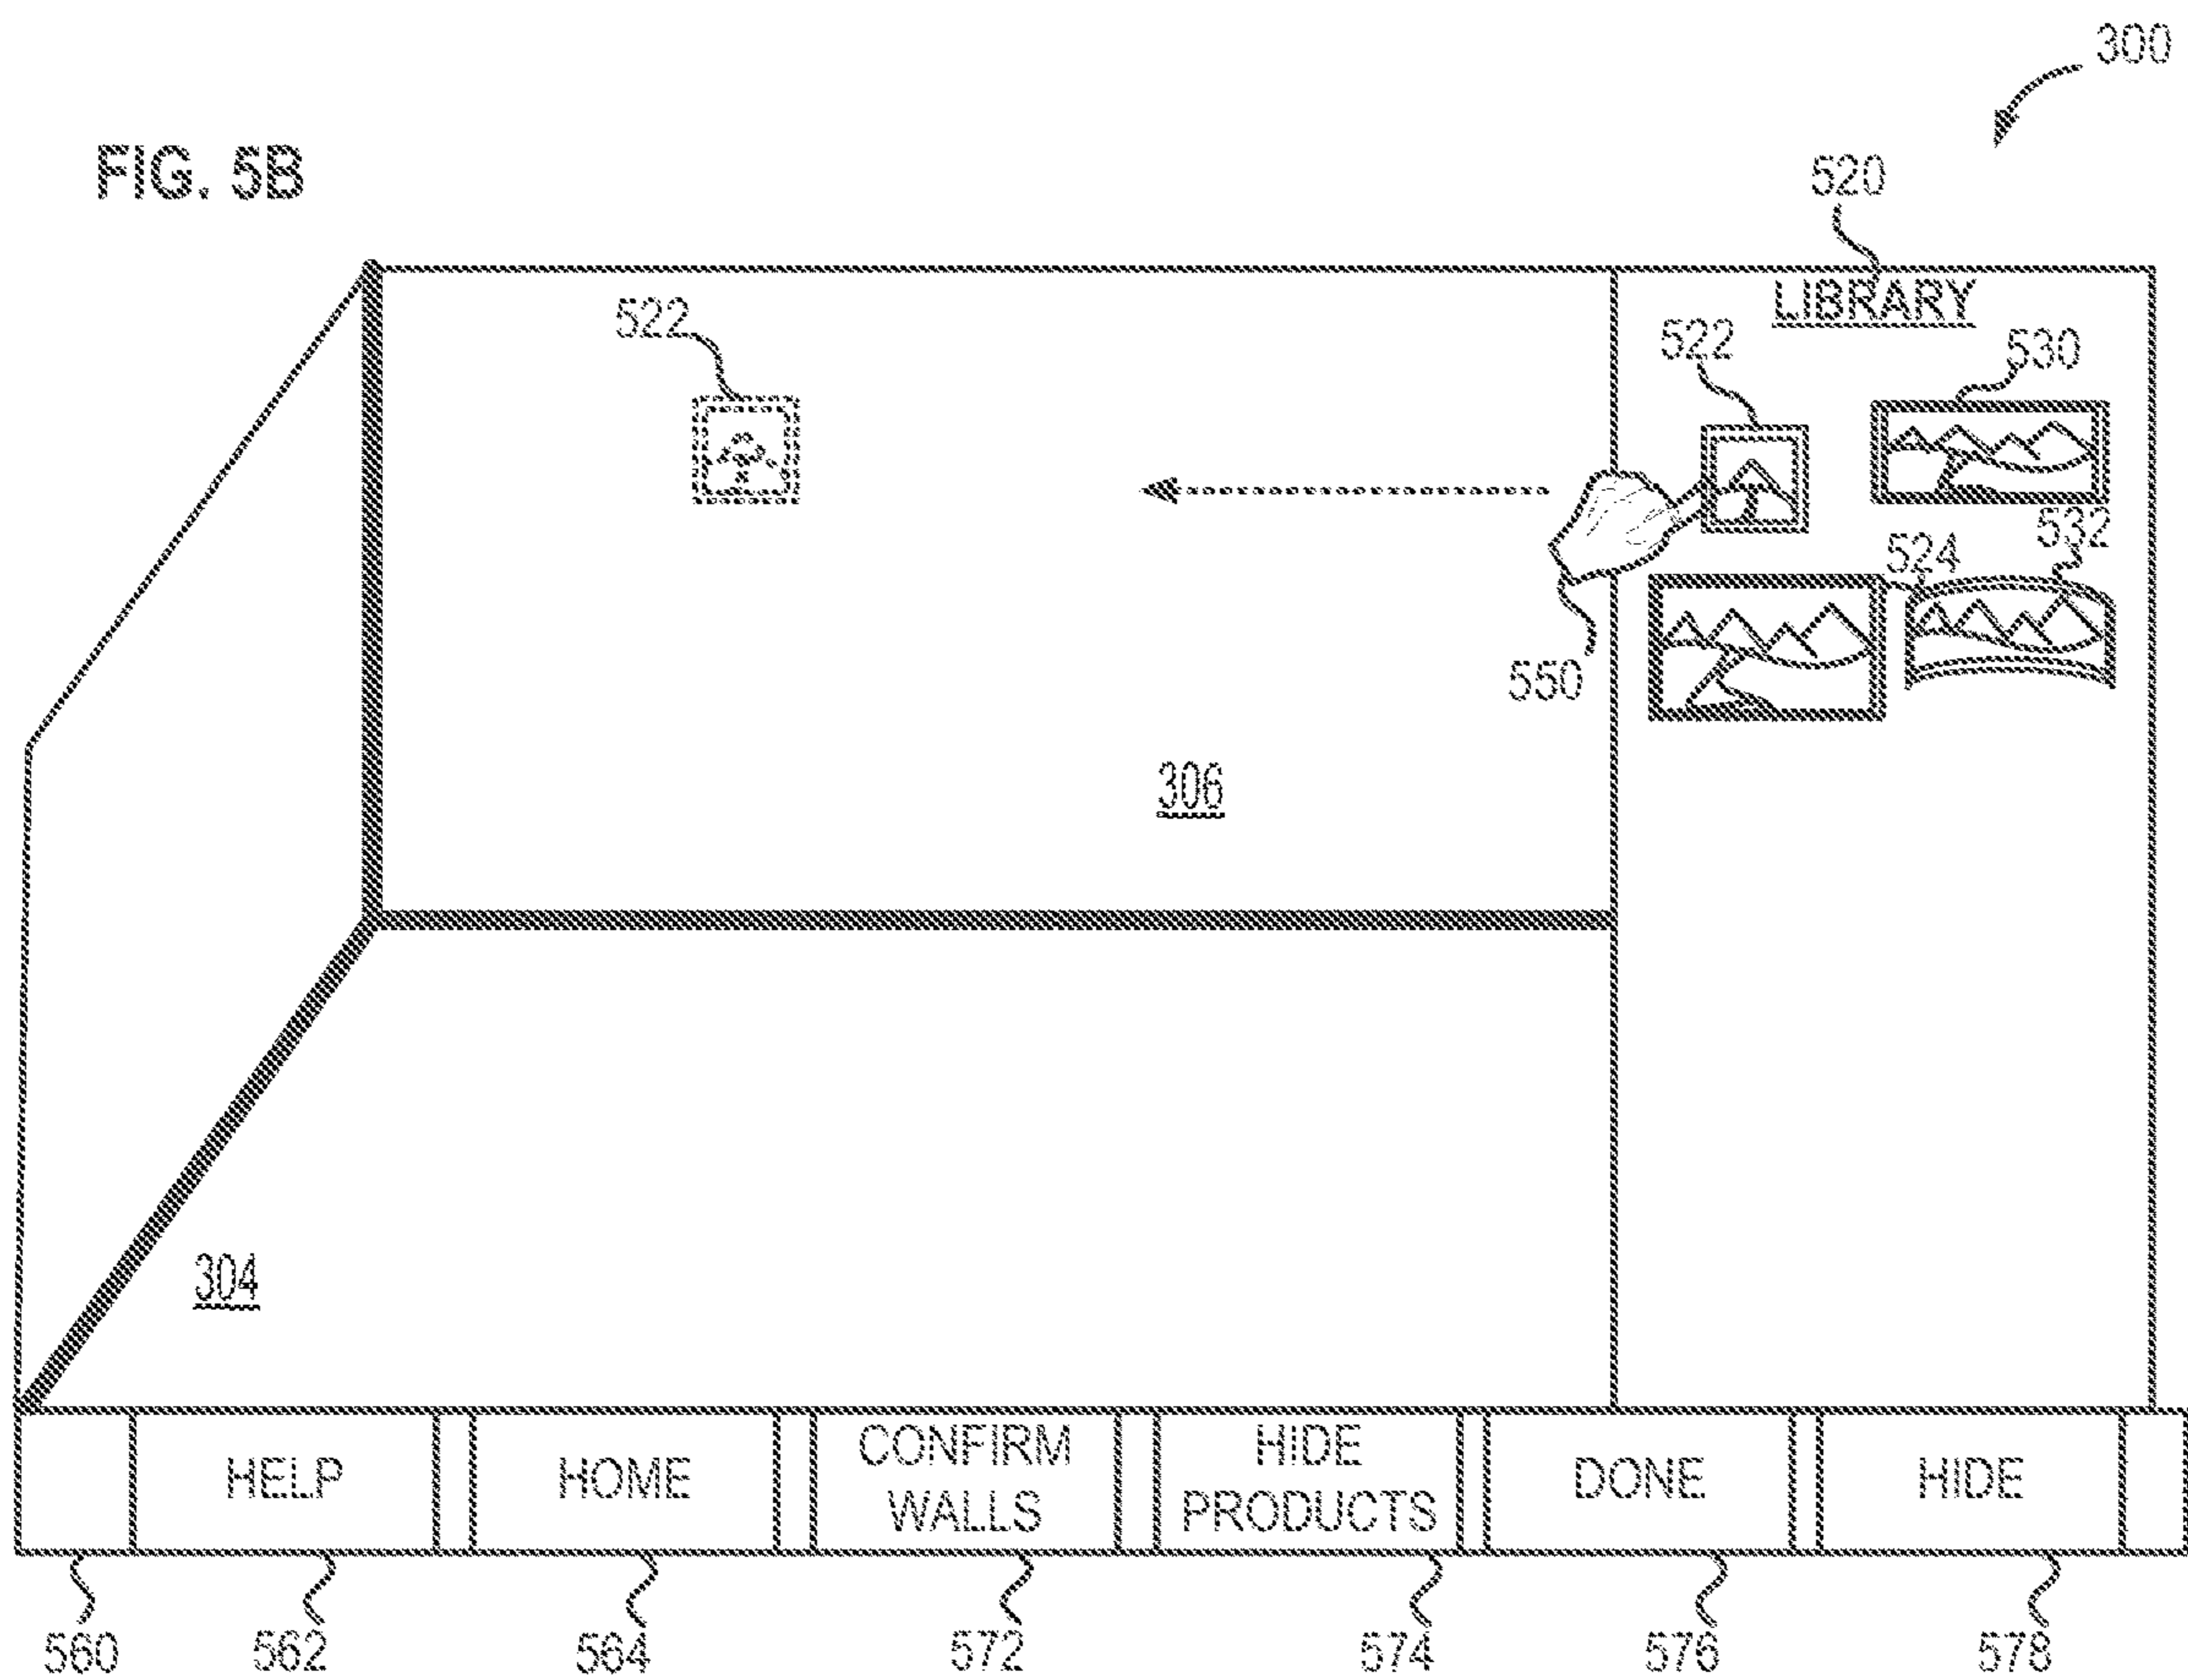 300
FIG. 5B
520
LIBRARY
522
522
530
532
524
550
306
304
HELP
HOME
CONFIRM
WALLS
HIDE
PRODUCTS
DONE
HIDE
560
562
564
572
574
576
578